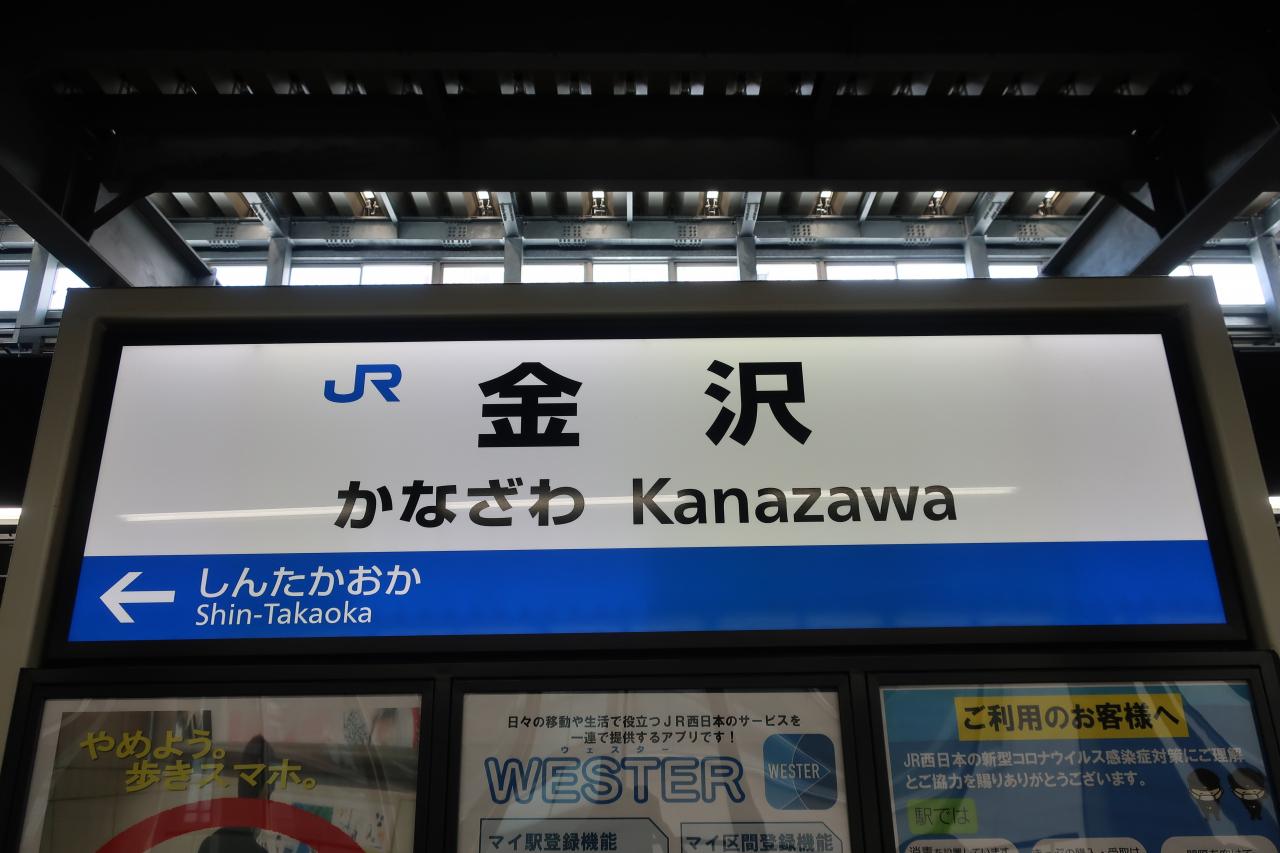 JR 金沢
かなざわ Kanazawa
← しんたかおか
Shin-Takaoka
やめよう。
歩きスマホ。
日々の移動や生活で役立つJR西日本のサービスを
一連で提供するアプリです！
ウェスター
WESTER
WESTER
マイ駅登録機能
マイ区間登録機能
ご利用のお客様へ
JR西日本の新型コロナウイルス感染症対策にご理解
とご協力を賜りありがとうございます。
駅では